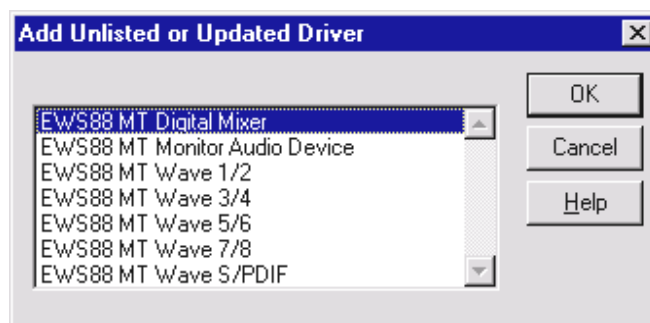 Add Unlisted or Updated Driver
EWS88 MT Digital Mixer
EWS88 MT Monitor Audio Device
EWS88 MT Wave 1/2
EWS88 MT Wave 3/4
EWS88 MT Wave 5/6
EWS88 MT Wave 7/8
EWS88 MT Wave S/PDIF
OK
Cancel
Help